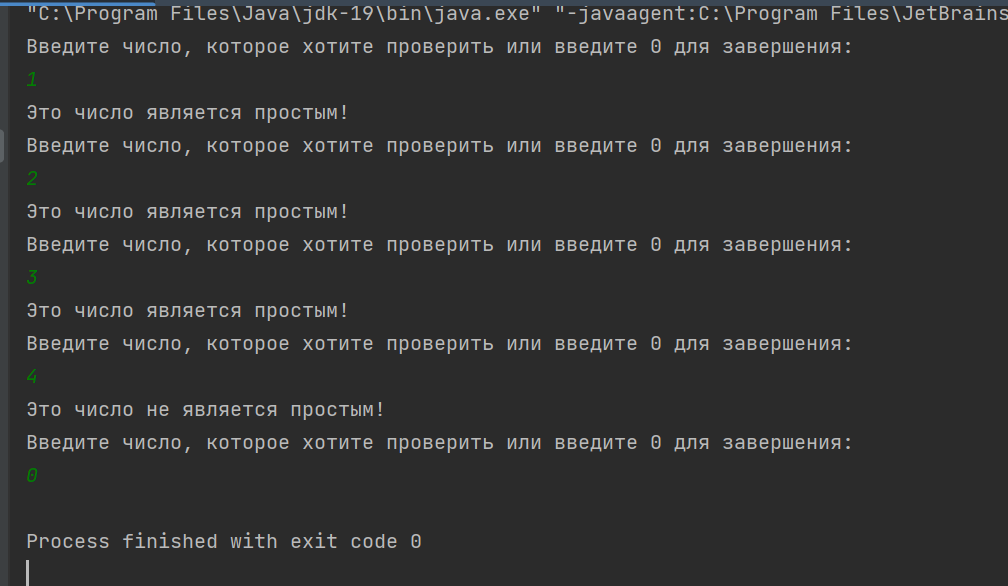 "C:\Program Files\Java\jdk-19\bin\java.exe" "-javaagent:C:\Program Files\JetBrains
Введите число, которое хотите проверить или введите 0 для завершения:
1
Это число является простым!
Введите число, которое хотите проверить или введите 0 для завершения:
2
Это число является простым!
Введите число, которое хотите проверить или введите 0 для завершения:
3
Это число является простым!
Введите число, которое хотите проверить или введите 0 для завершения:
4
Это число не является простым!
Введите число, которое хотите проверить или введите 0 для завершения:
0
Process finished with exit code 0